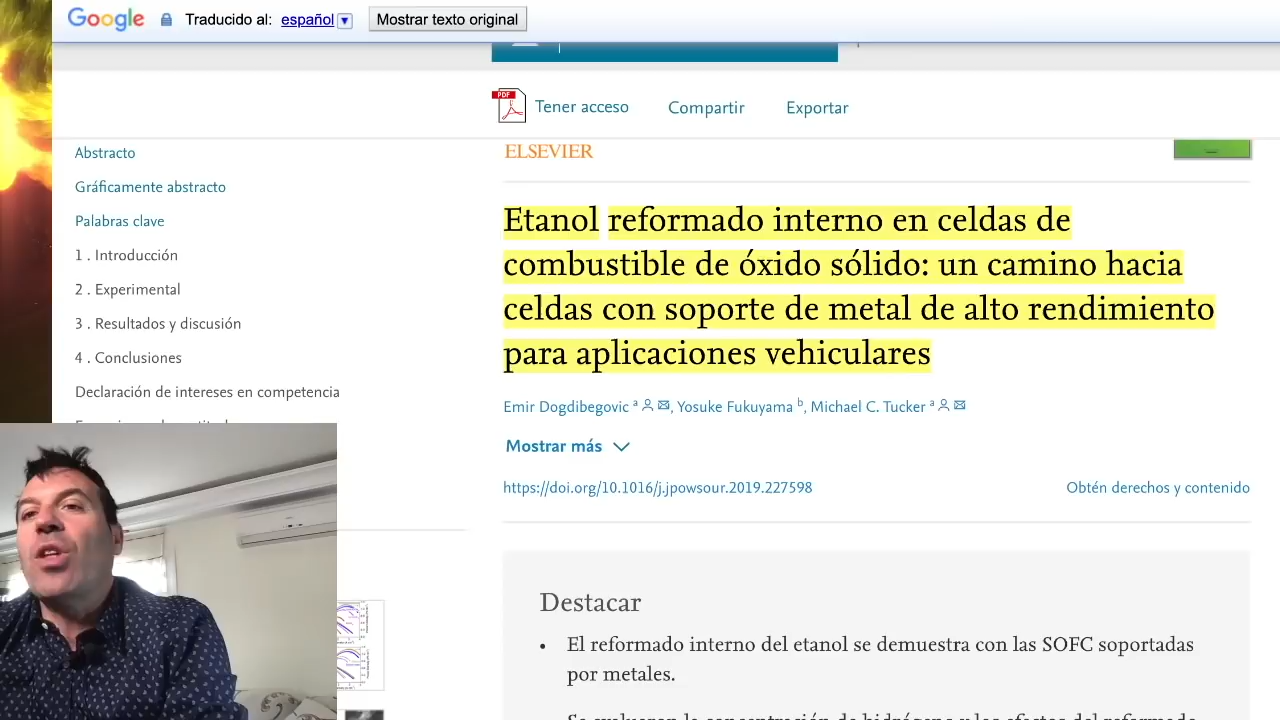 Google Traducido al: español Mostrar texto original
PDF Tener acceso Compartir Exportar
Abstracto
Gráficamente abstracto
Palabras clave
1 . Introducción
2 . Experimental
3 . Resultados y discusión
4 . Conclusiones
Declaración de intereses en competencia
ELSEVIER
Etanol reformado interno en celdas de
combustible de óxido sólido: un camino hacia
celdas con soporte de metal de alto rendimiento
para aplicaciones vehiculares
Emir Dogdibegovic a, Yosuke Fukuyama b, Michael C. Tucker a
Mostrar más
https://doi.org/10.1016/j.jpowsour.2019.227598
Obtén derechos y contenido
Destacar
• El reformado interno del etanol se demuestra con las SOFC soportadas
por metales.